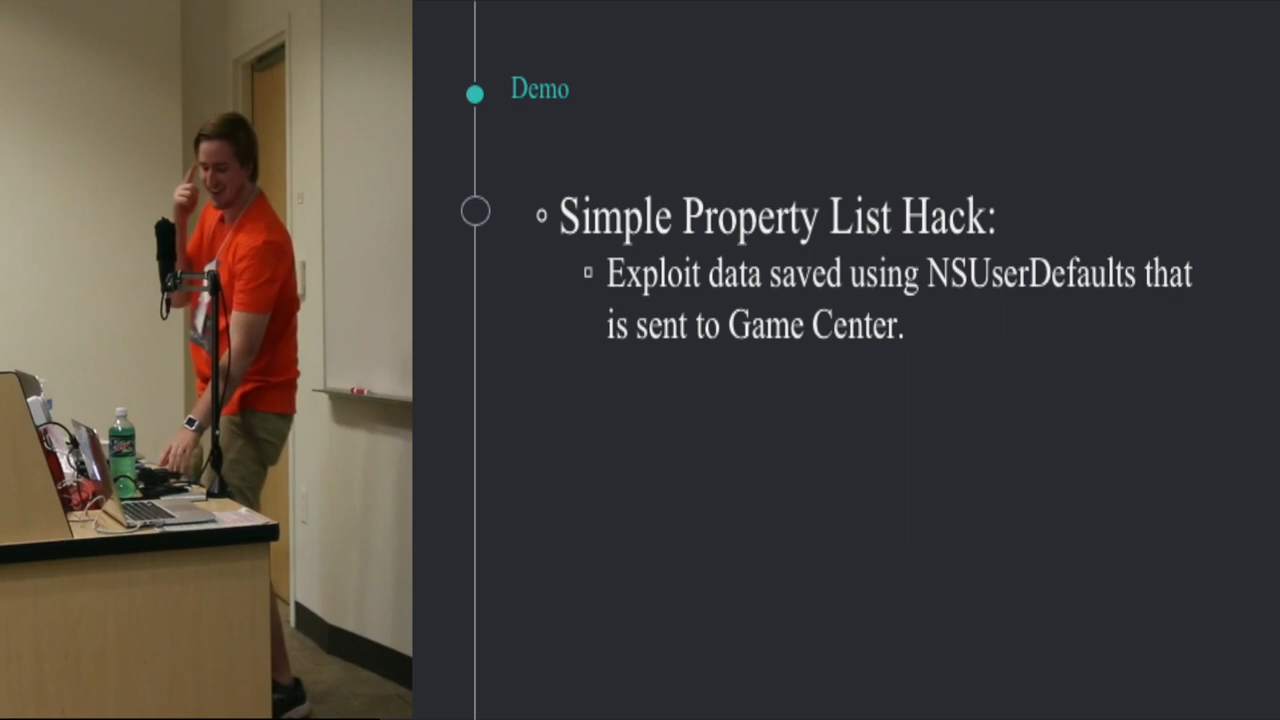 Demo
Simple Property List Hack:
Exploit data saved using NSUserDefaults that
is sent to Game Center.